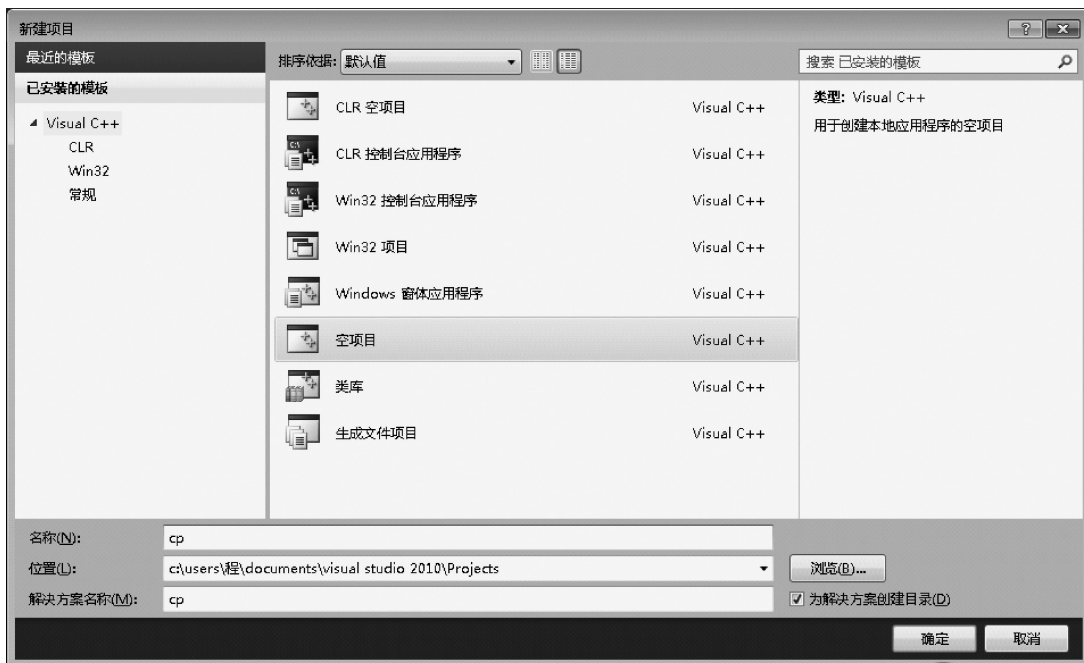 新建项目
最近的模板
已安装的模板
Visual C++
CLR
Win32
常规
排序依据: 默认值
CLR 空项目 Visual C++
CLR 控制台应用程序 Visual C++
Win32 控制台应用程序 Visual C++
Win32 项目 Visual C++
Windows 窗体应用程序 Visual C++
空项目 Visual C++
类库 Visual C++
生成文件项目 Visual C++
搜索 已安装的模板
类型: Visual C++
用于创建本地应用程序的空项目
名称(N): cp
位置(L): c:\users\程\documents\visual studio 2010\Projects 浏览(B)...
解决方案名称(M): cp 为解决方案创建目录(D)
确定 取消